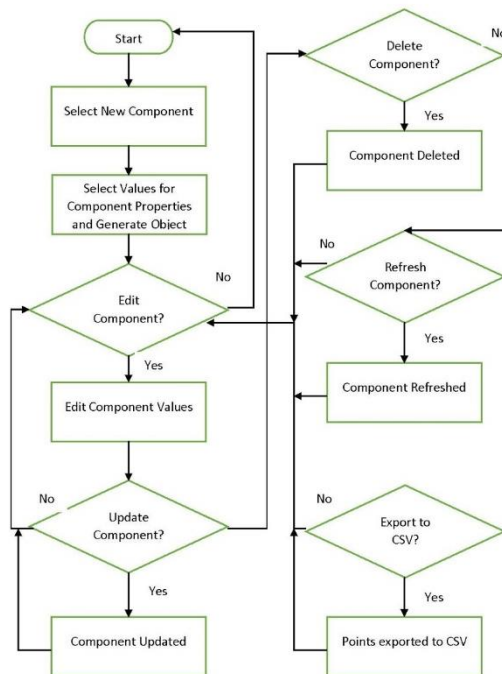 Start
Select New Component
Select Values for
Component Properties
and Generate Object
No
Edit
Component?
Yes
Edit Component Values
No
Update
Component?
Yes
Component Updated
Delete
Component?
No
Yes
Component Deleted
No
Refresh
Component?
Yes
Component Refreshed
No
Export to
CSV?
Yes
Points exported to CSV